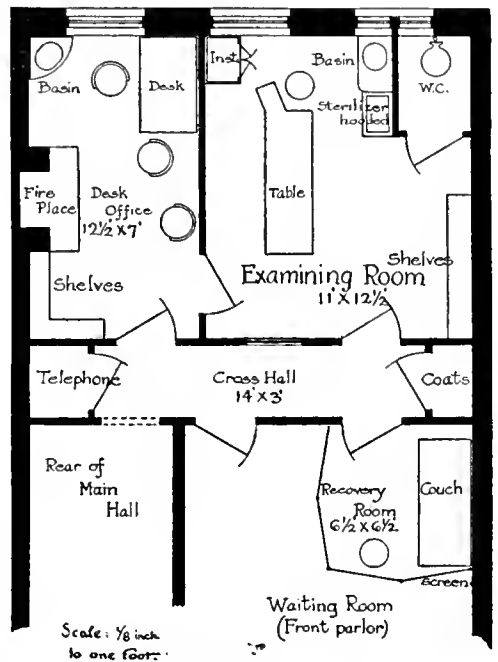 Inst.
Basin
W.C.
Basin
Desk
Sterilizer
hooded
Fire
Place
Desk
Office
12½' X 7'
Table
Shelves
Examining Room
11' X 12½'
Shelves
Telephone
Cross Hall
14' X 3'
Coats
Rear of
Main
Hall
Recovery
Room
6½' X 6½'
Couch
Screen
Waiting Room
(Front parlor)
Scale: ⅛ inch
to one foot.